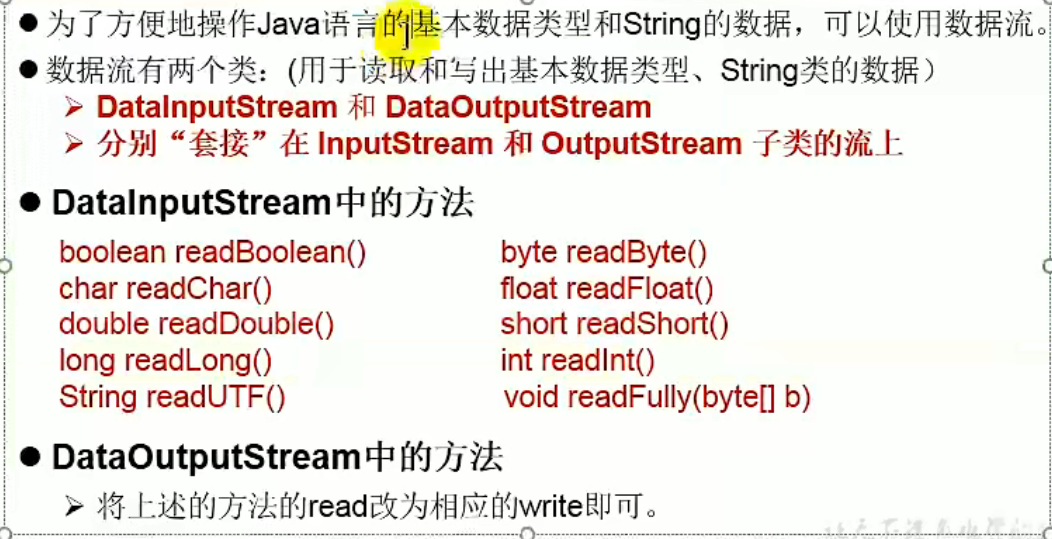 ● 为了方便地操作Java语言的基本数据类型和String的数据，可以使用数据流。
● 数据流有两个类：(用于读取和写出基本数据类型、String类的数据）
➢ DataInputStream 和 DataOutputStream
➢ 分别“套接”在 InputStream 和 OutputStream 子类的流上
● DataInputStream中的方法
boolean readBoolean() byte readByte()
char readChar() float readFloat()
double readDouble() short readShort()
long readLong() int readInt()
String readUTF() void readFully(byte[] b)
● DataOutputStream中的方法
➢ 将上述的方法的read改为相应的write即可。